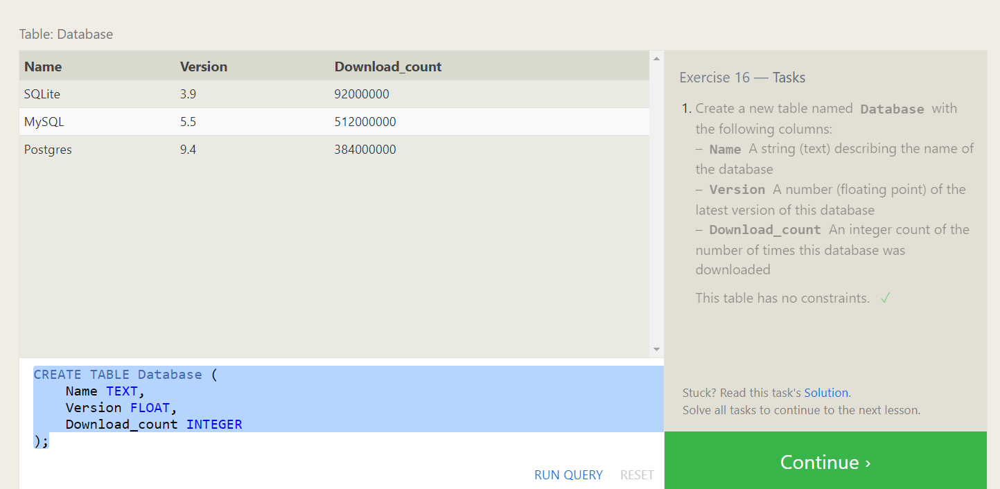 Table: Database
Name Version Download_count
SQLite 3.9 92000000
MySQL 5.5 512000000
Postgres 9.4 384000000
CREATE TABLE Database (
    Name TEXT,
    Version FLOAT,
    Download_count INTEGER
);
RUN QUERY RESET
Exercise 16 — Tasks
1. Create a new table named Database with
the following columns:
– Name A string (text) describing the name of
the database
– Version A number (floating point) of the
latest version of this database
– Download_count An integer count of the
number of times this database was
downloaded
This table has no constraints. ✓
Stuck? Read this task's Solution.
Solve all tasks to continue to the next lesson.
Continue ›